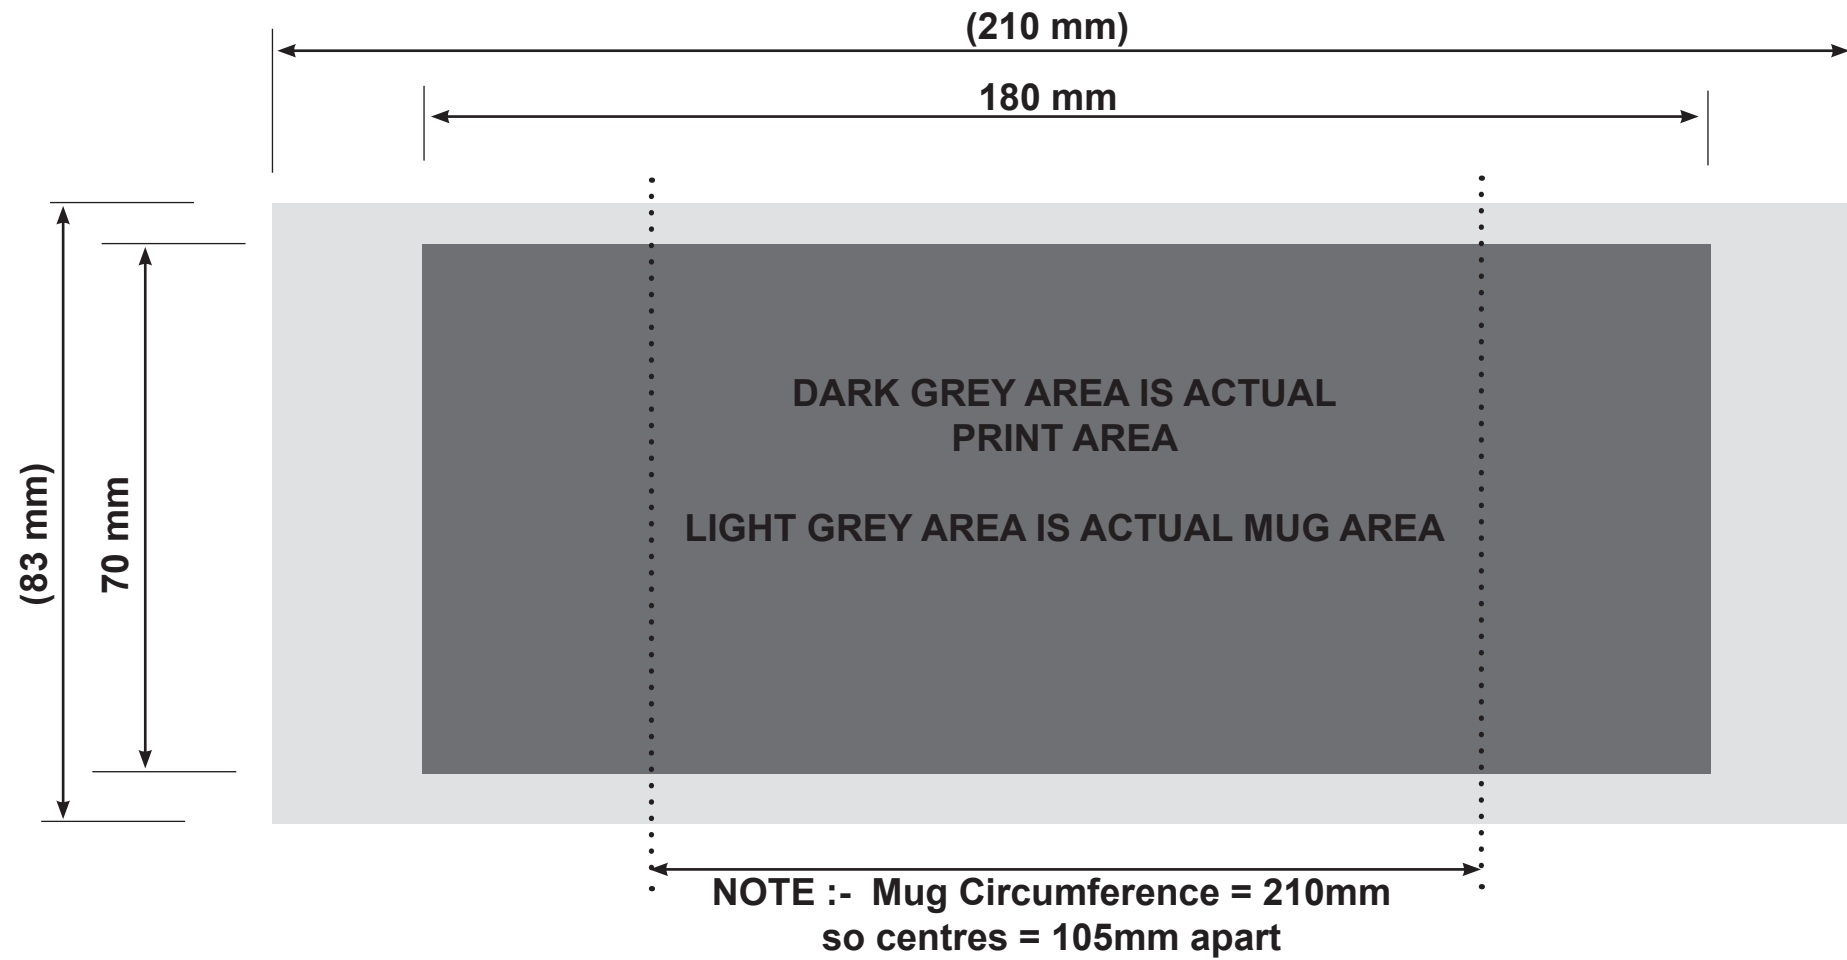 (210 mm)
180 mm
(83 mm)
70 mm
DARK GREY AREA IS ACTUAL
PRINT AREA
LIGHT GREY AREA IS ACTUAL MUG AREA
NOTE :-  Mug Circumference = 210mm
so centres = 105mm apart